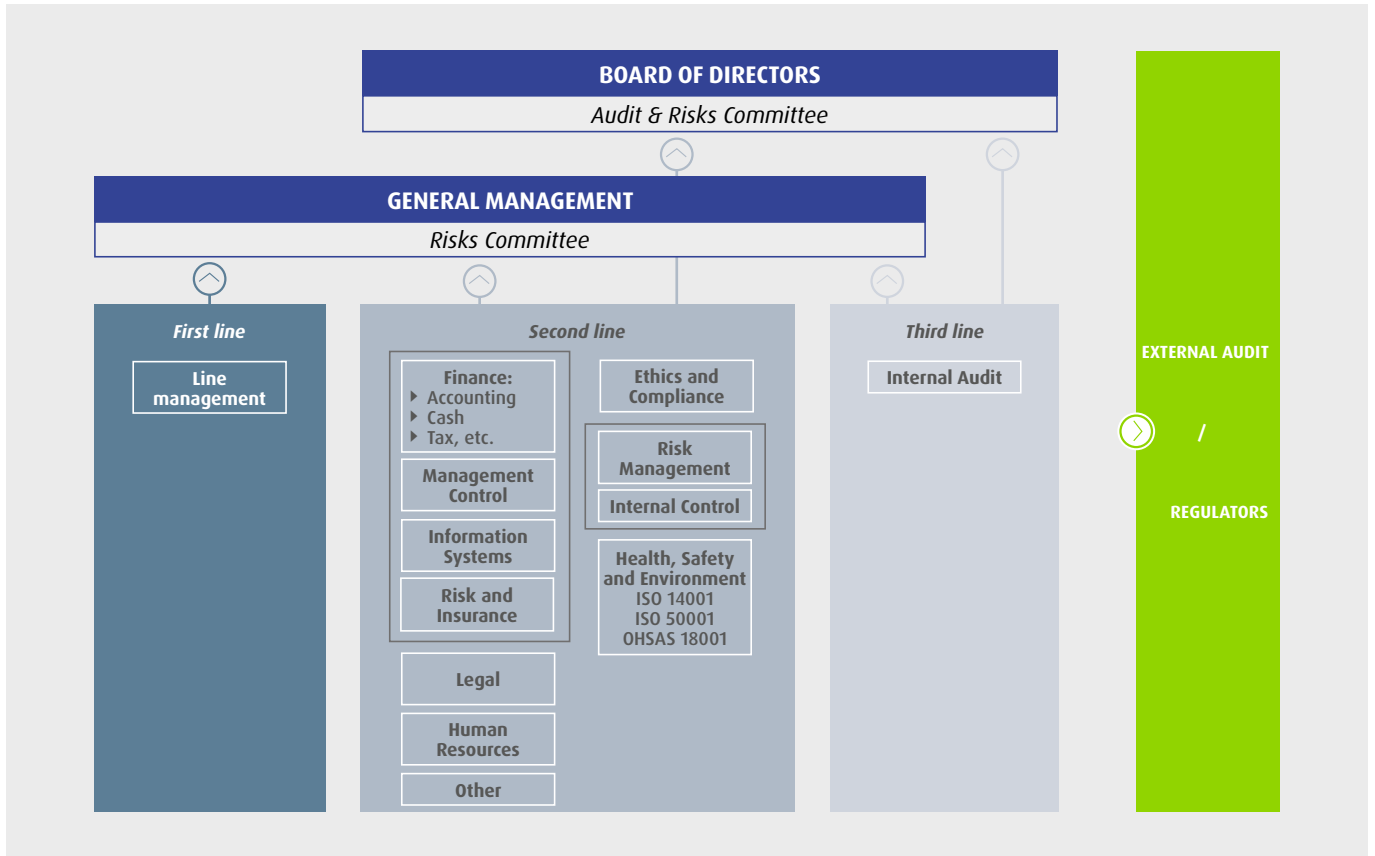 BOARD OF DIRECTORS
Audit & Risks Committee
GENERAL MANAGEMENT
Risks Committee
First line
Line
management
Second line
Finance:
Accounting
Cash
Tax, etc.
Management
Control
Information
Systems
Risk and
Insurance
Legal
Human
Resources
Other
Ethics and
Compliance
Risk
Management
Internal Control
Health, Safety
and Environment
ISO 14001
ISO 50001
OHSAS 18001
Third line
Internal Audit
EXTERNAL AUDIT
/
REGULATORS